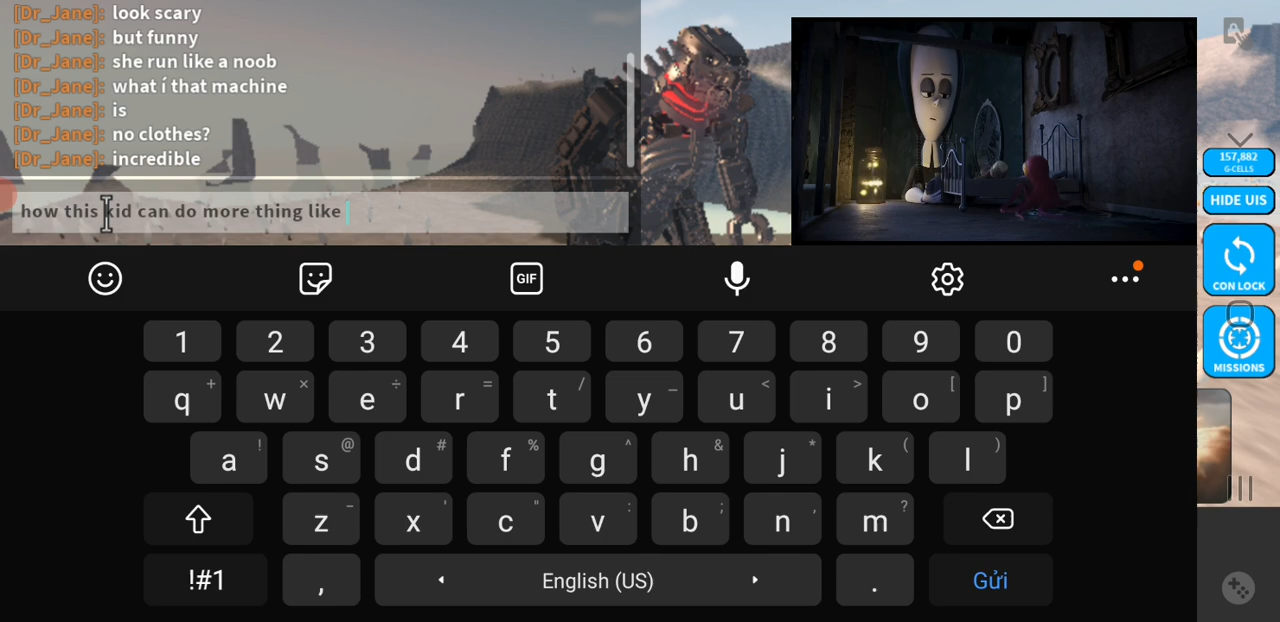 [Dr_Jane]: look scary
[Dr_Jane]: but funny
[Dr_Jane]: she run like a noob
[Dr_Jane]: what í that machine
[Dr_Jane]: is
[Dr_Jane]: no clothes?
[Dr_Jane]: incredible
how this kid can do more thing like
157,882
G-CELLS
HIDE UIS
CON LOCK
MISSIONS
GIF
1 2 3 4 5 6 7 8 9 0
q + w × e ÷ r = t / y _ u < i > o [ p ]
a ! s @ d # f % g ^ h & j * k ( l )
z - x ' c " v : b ; n , m ?
!#1 , English (US) . Gửi